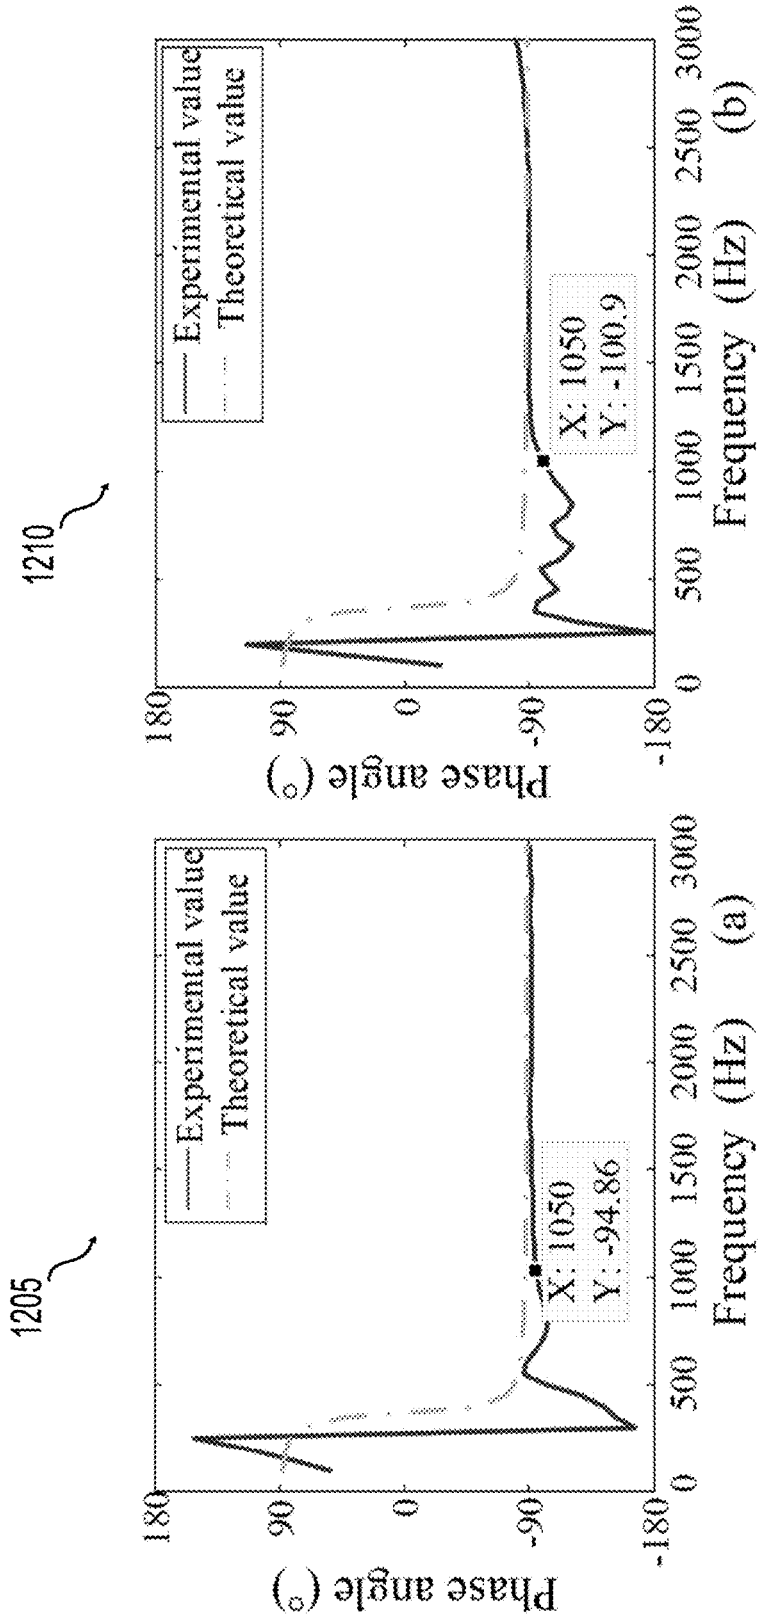 1205
Phase angle (°)
180
90
0
-90
-180
Experimental value
Theoretical value
X: 1050
Y: -94.86
0 500 1000 1500 2000 2500 3000
Frequency (Hz) (a)
1210
Phase angle (°)
180
90
0
-90
-180
Experimental value
Theoretical value
X: 1050
Y: -100.9
0 500 1000 1500 2000 2500 3000
Frequency (Hz) (b)